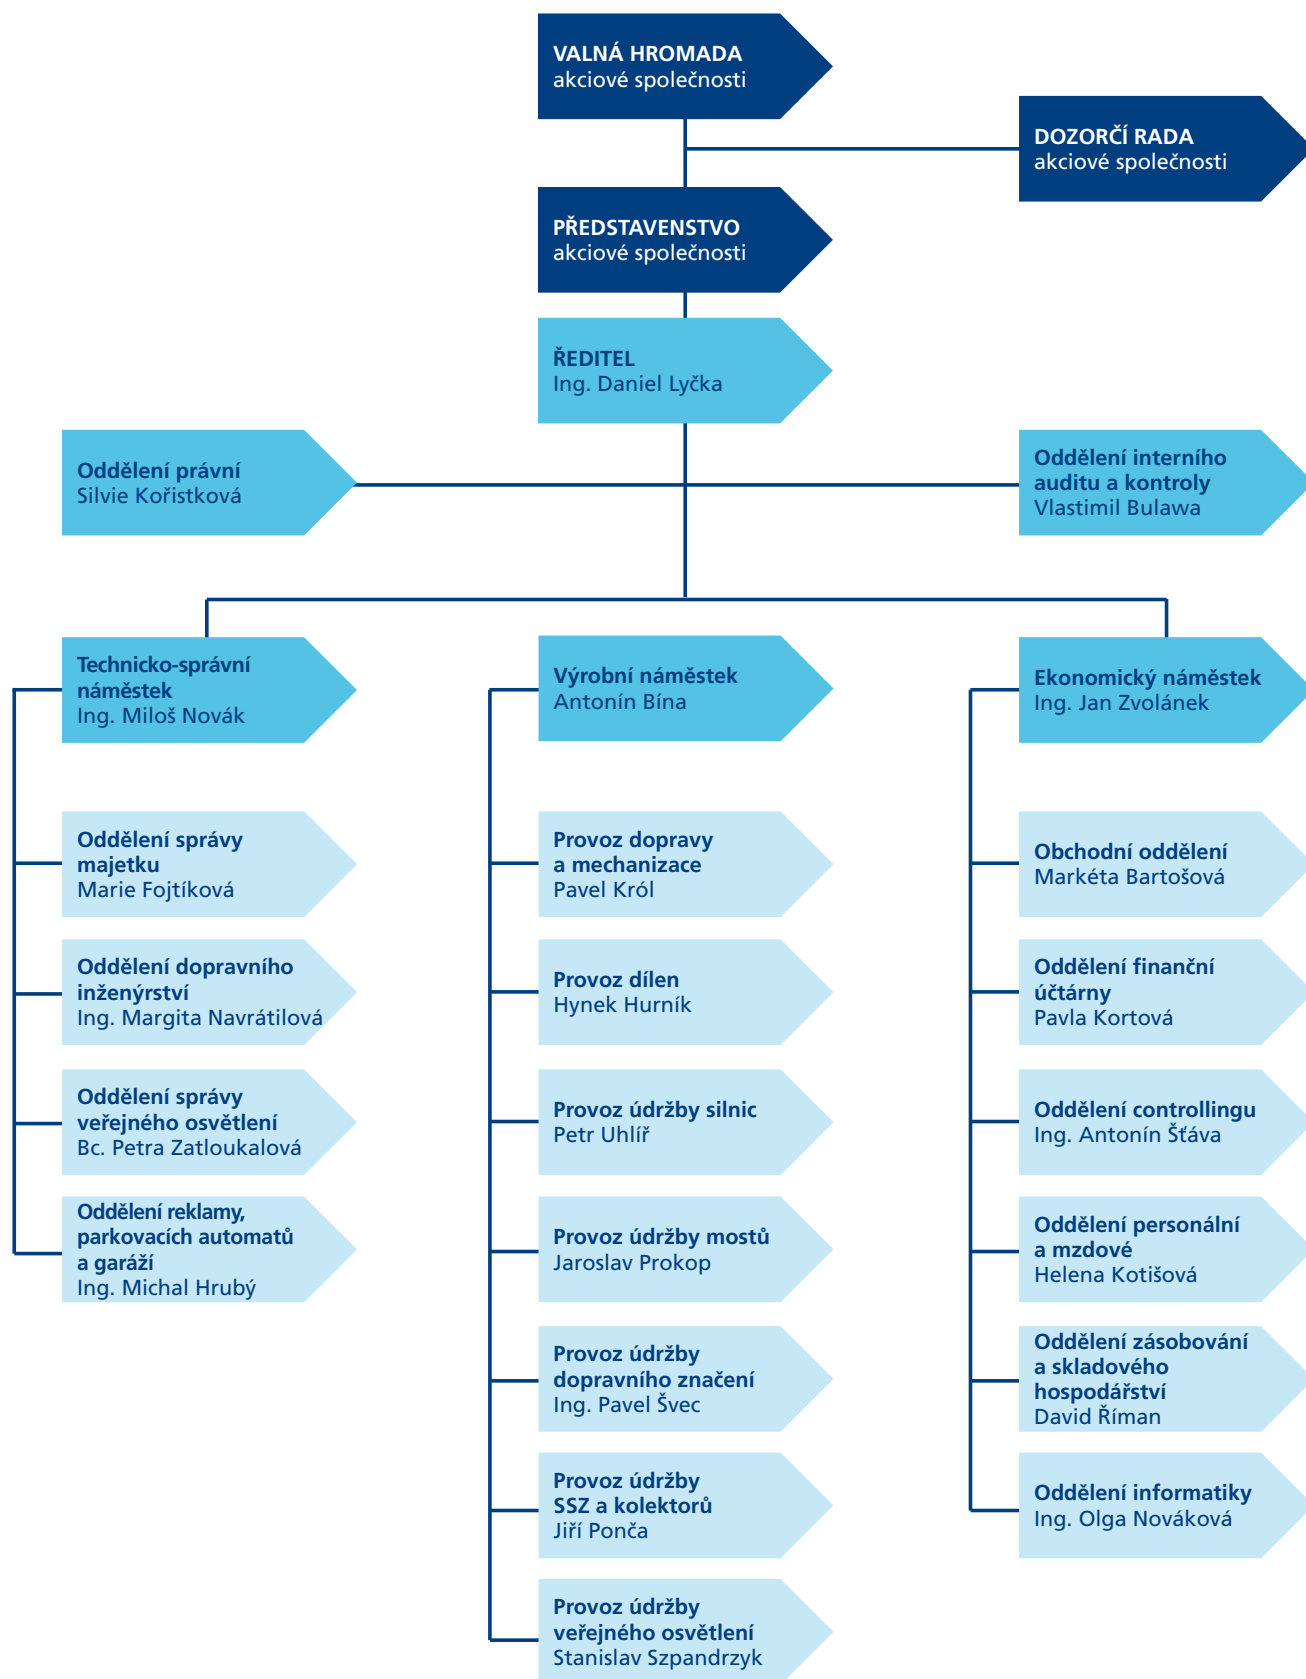 VALNÁ HROMADA
akciové společnosti
DOZORČÍ RADA
akciové společnosti
PŘEDSTAVENSTVO
akciové společnosti
ŘEDITEL
Ing. Daniel Lyčka
Oddělení právní
Silvie Kořistková
Oddělení interního
auditu a kontroly
Vlastimil Bulawa
Technicko-správní
náměstek
Ing. Miloš Novák
Oddělení správy
majetku
Marie Fojtíková
Oddělení dopravního
inženýrství
Ing. Margita Navrátilová
Oddělení správy
veřejného osvětlení
Bc. Petra Zatloukalová
Oddělení reklamy,
parkovacích automatů
a garáží
Ing. Michal Hrubý
Výrobní náměstek
Antonín Bína
Provoz dopravy
a mechanizace
Pavel Król
Provoz dílen
Hynek Hurník
Provoz údržby silnic
Petr Uhlíř
Provoz údržby mostů
Jaroslav Prokop
Provoz údržby
dopravního značení
Ing. Pavel Švec
Provoz údržby
SSZ a kolektorů
Jiří Ponča
Provoz údržby
veřejného osvětlení
Stanislav Szpandrzyk
Ekonomický náměstek
Ing. Jan Zvolánek
Obchodní oddělení
Markéta Bartošová
Oddělení finanční
účtárny
Pavla Kortová
Oddělení controllingu
Ing. Antonín Šťáva
Oddělení personální
a mzdové
Helena Kotišová
Oddělení zásobování
a skladového
hospodářství
David Říman
Oddělení informatiky
Ing. Olga Nováková